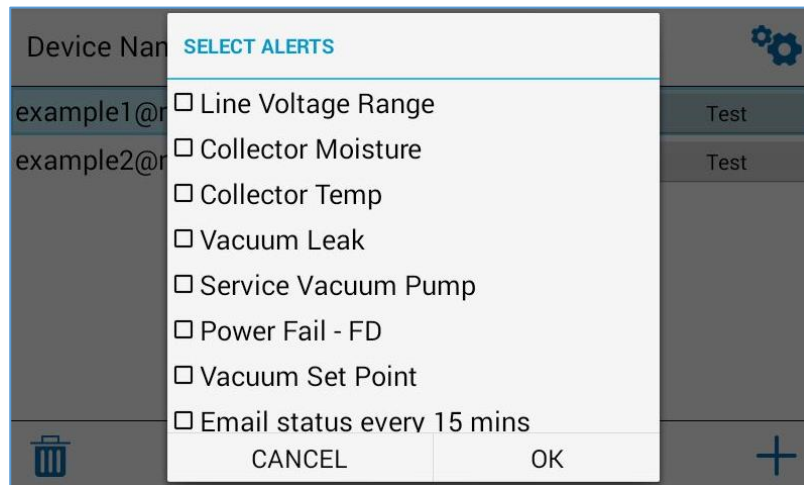 Device Nan
SELECT ALERTS
example1@r
Line Voltage Range
Test
Collector Moisture
example2@r
Test
Collector Temp
Vacuum Leak
Service Vacuum Pump
Power Fail - FD
Vacuum Set Point
Email status every 15 mins
CANCEL
OK